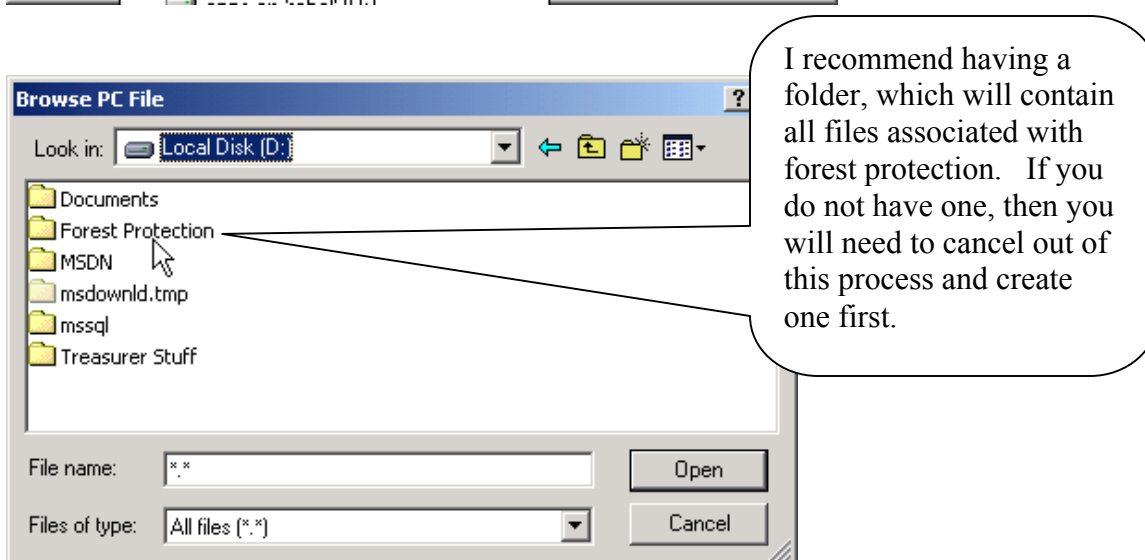 Browse PC File
?
Look in: Local Disk (D:)
Documents
Forest Protection
MSDN
msdownld.tmp
mssql
Treasurer Stuff
File name: *.*
Open
Files of type: All files (*.*)
Cancel
I recommend having a
folder, which will contain
all files associated with
forest protection. If you
do not have one, then you
will need to cancel out of
this process and create
one first.